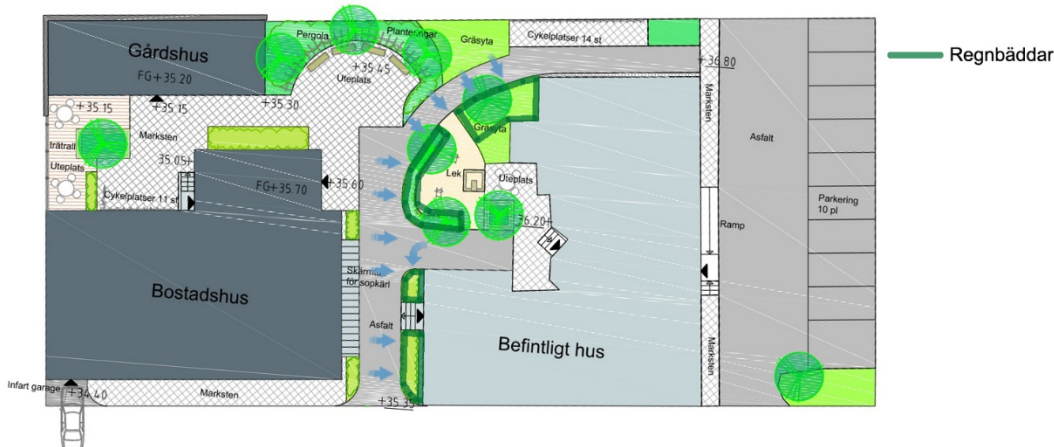 Gårdshus
FG+35.20
Pergola
Planteringar
+35.45
Uteplats
Gräsyta
Cykelplatser 14 st
+36.80
Regnbäddar
+35.15
+35.15
+35.30
Marksten
Marksten
Asfalt
trätrall
Uteplats
35.05+
Cykelplatser 11 st
FG+35.70
+35.60
Gräsyta
Lek
Uteplats
36.20+
Parkering
10 pl
Ramp
Bostadshus
Skärmtak
för sopkärl
Asfalt
Befintligt hus
Marksten
Infart garage
+34.40
Marksten
+35.35